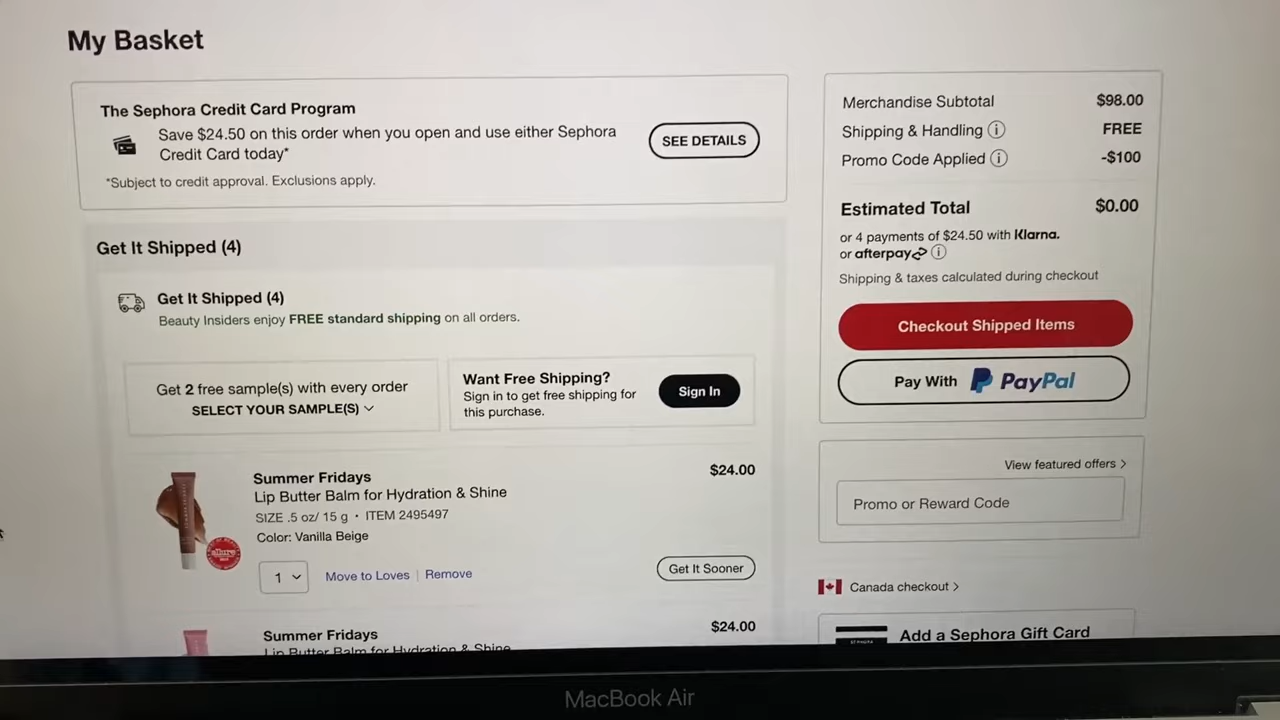 My Basket
The Sephora Credit Card Program
Save $24.50 on this order when you open and use either Sephora
Credit Card today*
SEE DETAILS
*Subject to credit approval. Exclusions apply.
Get It Shipped (4)
Get It Shipped (4)
Beauty Insiders enjoy FREE standard shipping on all orders.
Get 2 free sample(s) with every order
SELECT YOUR SAMPLE(S)
Want Free Shipping?
Sign in to get free shipping for
this purchase.
Sign In
Summer Fridays
$24.00
Lip Butter Balm for Hydration & Shine
SIZE .5 oz/ 15 g • ITEM 2495497
Color: Vanilla Beige
allure
1
Move to Loves | Remove
Get It Sooner
Summer Fridays
$24.00
Lip Butter Balm for Hydration & Shine
Merchandise Subtotal $98.00
Shipping & Handling FREE
Promo Code Applied -$100
Estimated Total $0.00
or 4 payments of $24.50 with Klarna.
or afterpay
Shipping & taxes calculated during checkout
Checkout Shipped Items
Pay With PayPal
View featured offers >
Promo or Reward Code
Canada checkout >
SEPHORA
Add a Sephora Gift Card
MacBook Air